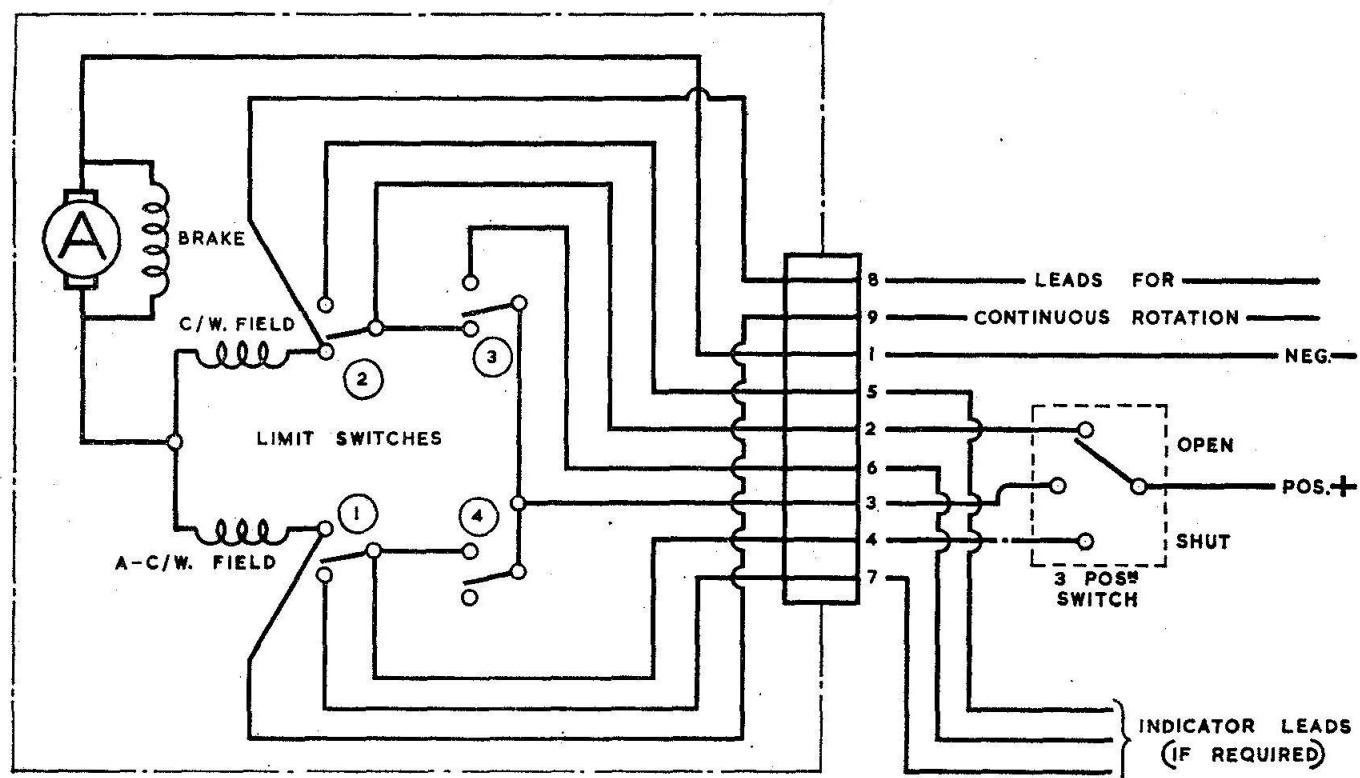 A
BRAKE
C/W. FIELD
2
3
LIMIT SWITCHES
1
4
A-C/W. FIELD
8
LEADS FOR
9
CONTINUOUS ROTATION
1
NEG. –
5
2
OPEN
6
POS. +
3
4
SHUT
7
3 POSN
SWITCH
INDICATOR LEADS
(IF REQUIRED)